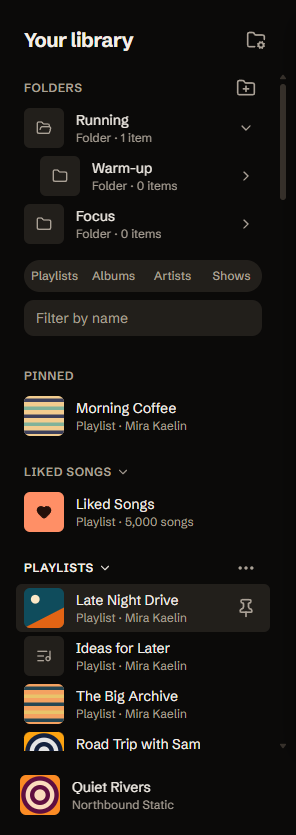 Your library
FOLDERS
Running
Folder · 1 item
Warm-up
Folder · 0 items
Focus
Folder · 0 items
Playlists Albums Artists Shows
Filter by name
PINNED
Morning Coffee
Playlist · Mira Kaelin
LIKED SONGS
Liked Songs
Playlist · 5,000 songs
PLAYLISTS
Late Night Drive
Playlist · Mira Kaelin
Ideas for Later
Playlist · Mira Kaelin
The Big Archive
Playlist · Mira Kaelin
Road Trip with Sam
Quiet Rivers
Northbound Static